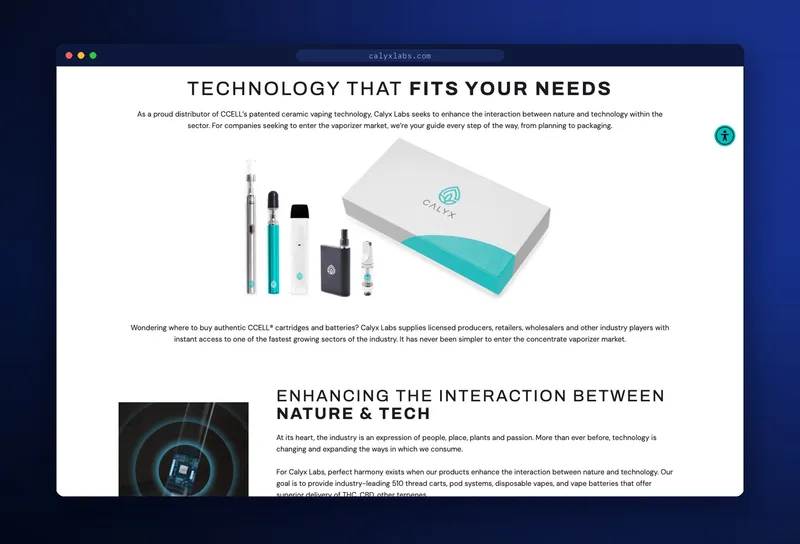 calyxlabs.com
TECHNOLOGY THAT FITS YOUR NEEDS
As a proud distributor of CCELL's patented ceramic vaping technology, Calyx Labs seeks to enhance the interaction between nature and technology within the
sector. For companies seeking to enter the vaporizer market, we're your guide every step of the way, from planning to packaging.
CALYX
Wondering where to buy authentic CCELL® cartridges and batteries? Calyx Labs supplies licensed producers, retailers, wholesalers and other industry players with
instant access to one of the fastest growing sectors of the industry. It has never been simpler to enter the concentrate vaporizer market.
ENHANCING THE INTERACTION BETWEEN
NATURE & TECH
At its heart, the industry is an expression of people, place, plants and passion. More than ever before, technology is
changing and expanding the ways in which we consume.
For Calyx Labs, perfect harmony exists when our products enhance the interaction between nature and technology. Our
goal is to provide industry-leading 510 thread carts, pod systems, disposable vapes, and vape batteries that offer
superior delivery of THC, CBD, other terpenes